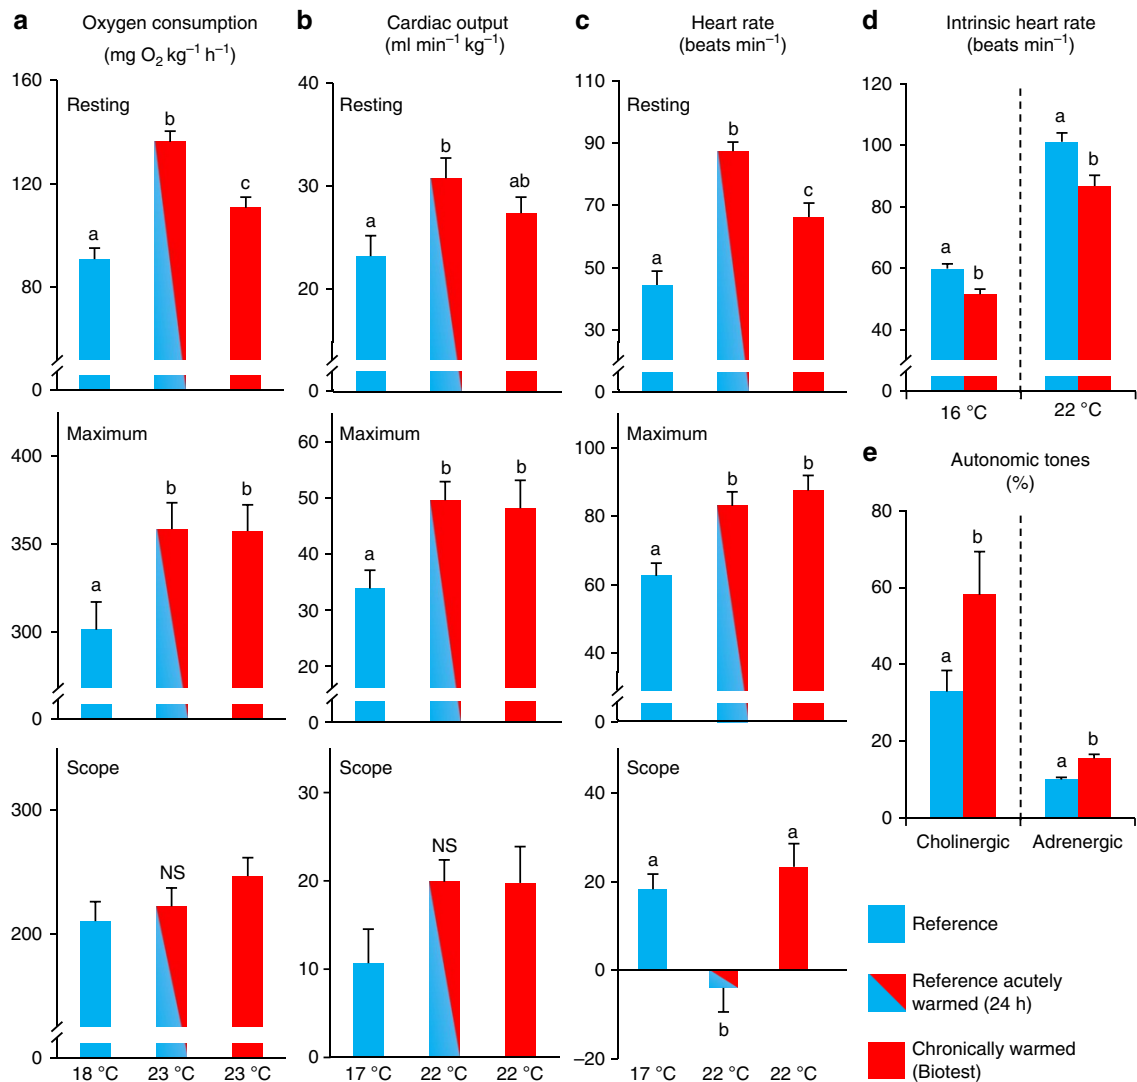 a Oxygen consumption
(mg O₂ kg⁻¹ h⁻¹)
160
120
80
0
Resting
a
b
c
Maximum
400
350
300
0
a
b
b
Scope
300
200
0
NS
18 °C 23 °C 23 °C
b Cardiac output
(ml min⁻¹ kg⁻¹)
40
30
20
0
Resting
a
b
ab
Maximum
60
50
40
30
20
0
a
b
b
Scope
30
20
10
0
NS
17 °C 22 °C 22 °C
c Heart rate
(beats min⁻¹)
110
90
70
50
30
0
Resting
a
b
c
Maximum
100
80
60
40
0
a
b
b
Scope
40
20
0
−20
a
b
a
17 °C 22 °C 22 °C
d Intrinsic heart rate
(beats min⁻¹)
120
100
80
60
40
0
a
b
a
b
16 °C 22 °C
e Autonomic tones
(%)
80
60
40
20
0
a
b
a
b
Cholinergic Adrenergic
Reference
Reference acutely
warmed (24 h)
Chronically warmed
(Biotest)